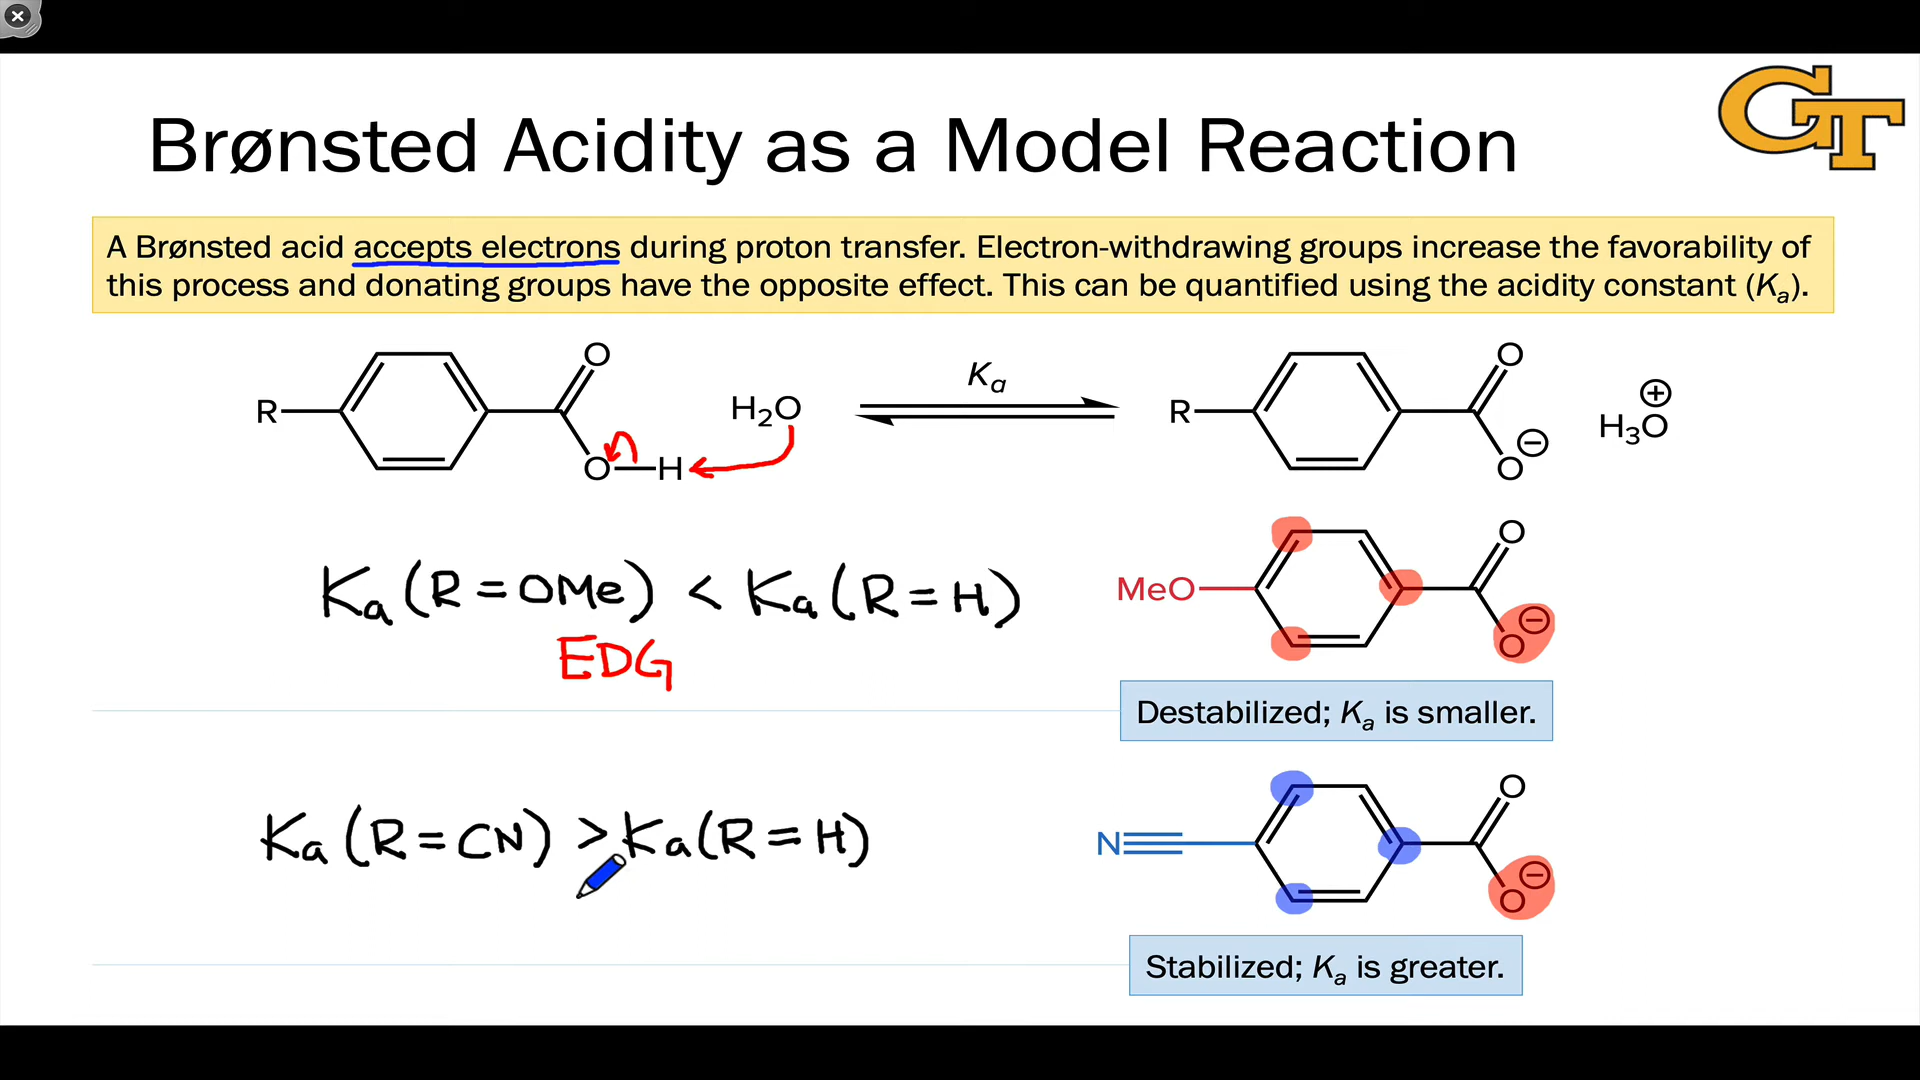 GT
Brønsted Acidity as a Model Reaction
A Brønsted acid accepts electrons during proton transfer. Electron-withdrawing groups increase the favorability of
this process and donating groups have the opposite effect. This can be quantified using the acidity constant (Kₐ).
R O O H H₂O Kₐ R O O ⊖ H₃O ⊕
Kₐ (R = OMe) < Kₐ (R = H)
EDG
MeO O O ⊖
Destabilized; Kₐ is smaller.
Kₐ (R = CN) > Kₐ (R = H)
N O O ⊖
Stabilized; Kₐ is greater.